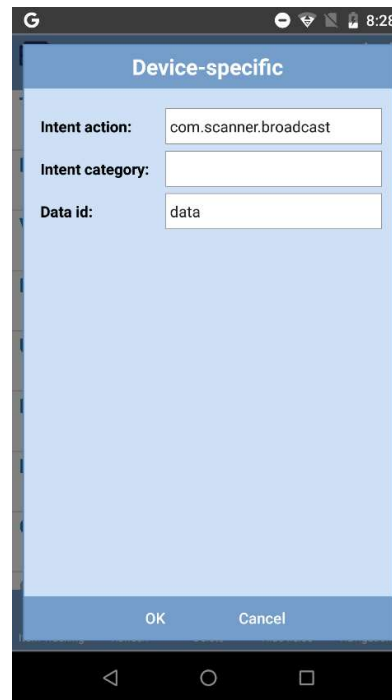 G 8:28
Device-specific
Intent action: com.scanner.broadcast
Intent category:
Data id: data
OK Cancel